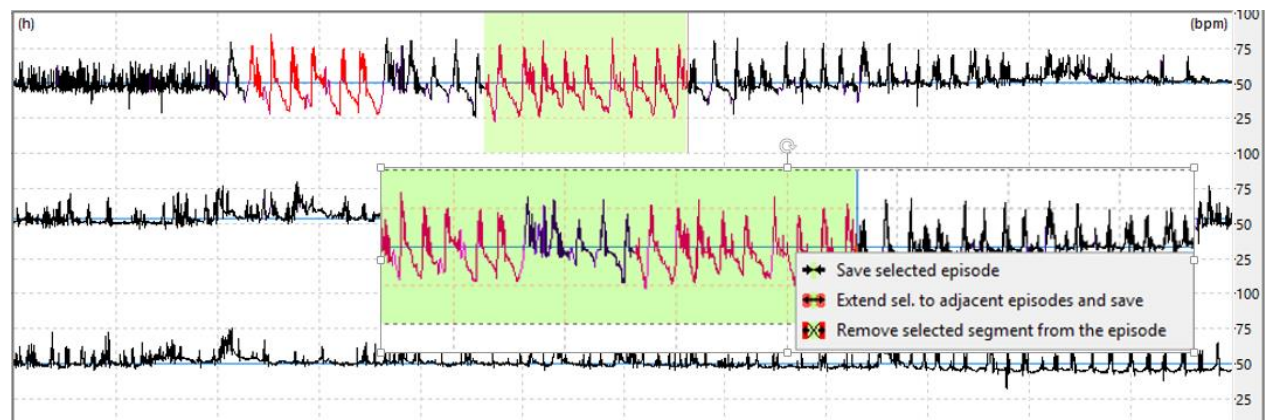 (h)
(bpm)
100
75
50
25
100
75
50
25
Save selected episode
Extend sel. to adjacent episodes and save
100
Remove selected segment from the episode
75
50
25